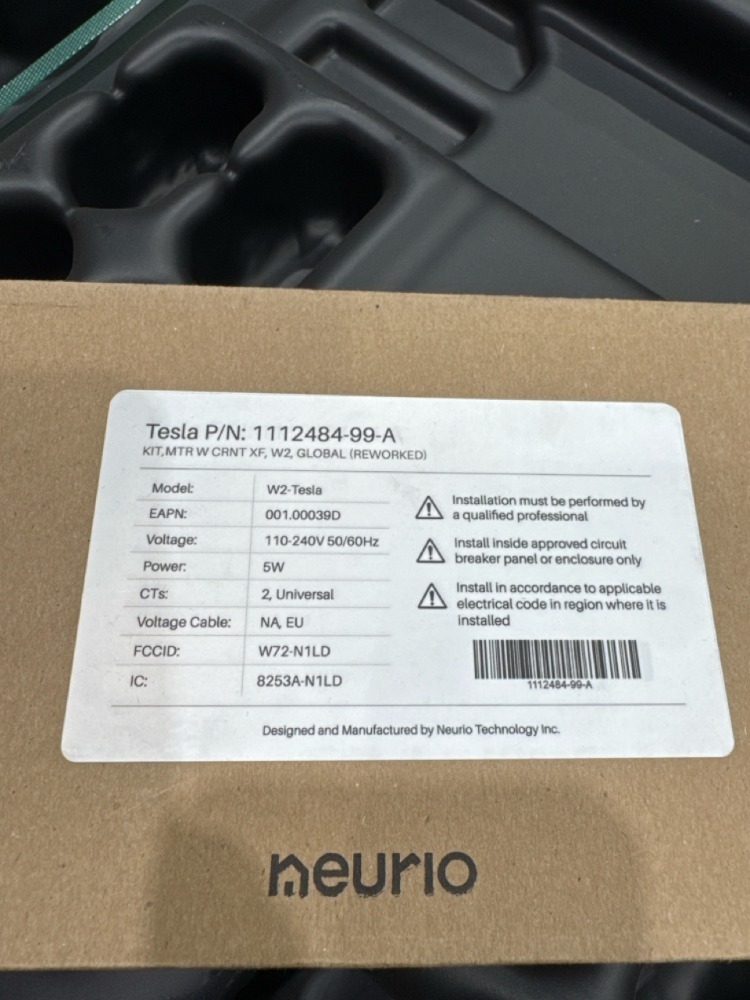 Tesla P/N: 1112484-99-A
KIT,MTR W CRNT XF, W2, GLOBAL (REWORKED)
Model: W2-Tesla
EAPN: 001.00039D
Voltage: 110-240V 50/60Hz
Power: 5W
CTs: 2, Universal
Voltage Cable: NA, EU
FCCID: W72-N1LD
IC: 8253A-N1LD
Installation must be performed by
a qualified professional
Install inside approved circuit
breaker panel or enclosure only
Install in accordance to applicable
electrical code in region where it is
installed
1112484-99-A
Designed and Manufactured by Neurio Technology Inc.
neurio